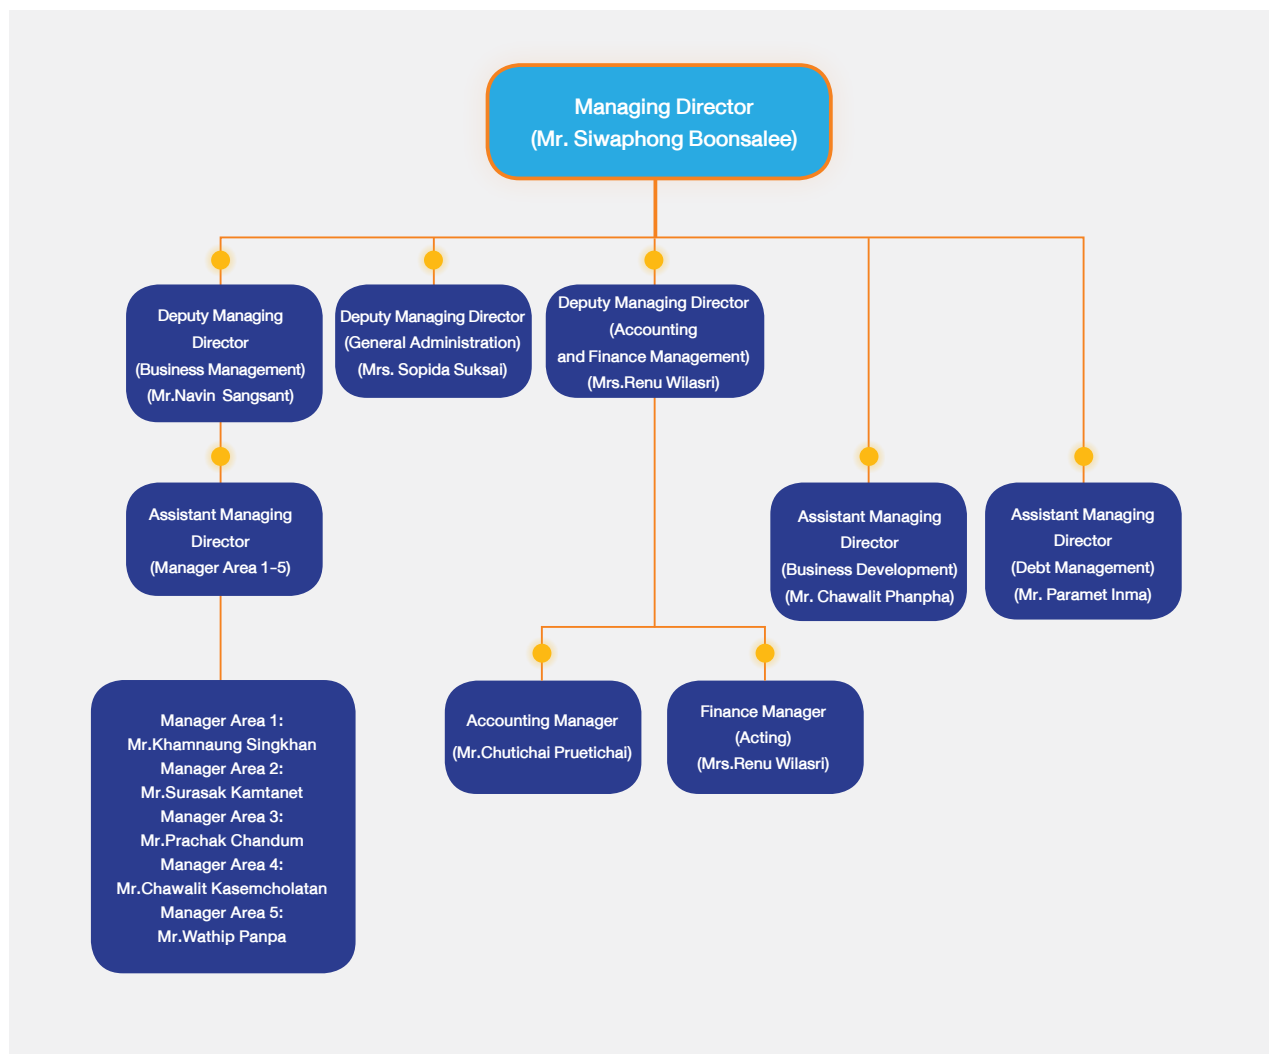 Managing Director
(Mr. Siwaphong Boonsalee)
Deputy Managing
Director
(Business Management)
(Mr.Navin Sangsant)
Deputy Managing Director
(General Administration)
(Mrs. Sopida Suksai)
Deputy Managing Director
(Accounting
and Finance Management)
(Mrs.Renu Wilasri)
Assistant Managing
Director
(Manager Area 1-5)
Assistant Managing
Director
(Business Development)
(Mr. Chawalit Phanpha)
Assistant Managing
Director
(Debt Management)
(Mr. Paramet Inma)
Manager Area 1:
Mr.Khamnaung Singkhan
Manager Area 2:
Mr.Surasak Kamtanet
Manager Area 3:
Mr.Prachak Chandum
Manager Area 4:
Mr.Chawalit Kasemcholatan
Manager Area 5:
Mr.Wathip Panpa
Accounting Manager
(Mr.Chutichai Pruetichai)
Finance Manager
(Acting)
(Mrs.Renu Wilasri)